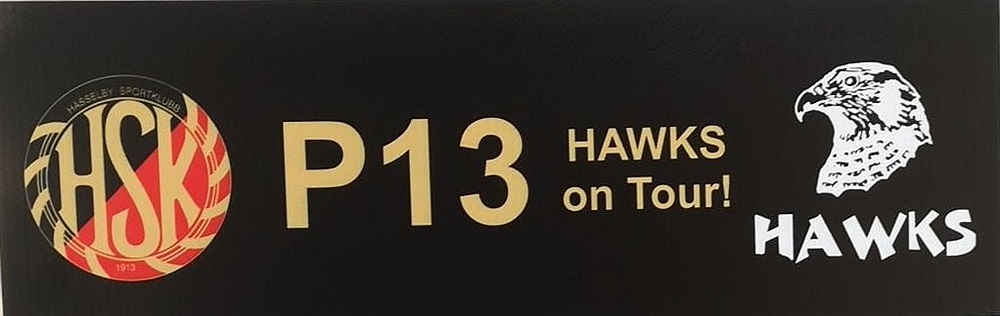 HÄSSELBY SPORTKLUBB
HSK
1913
P13
HAWKS
on Tour!
HAWKS